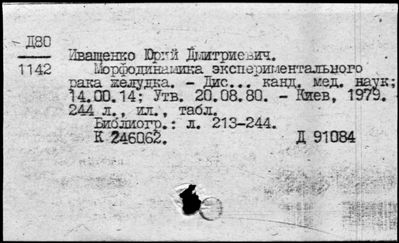 Д80
1142
Иващенко Юрий Дмитриевич.
Морфодинамика экспериментального
рака желудка. - Дис... канд. мед. наук;
14.00.14; Утв. 20.08.80. - Киев, 1979. -
244 л., ил., табл.
Библиогр.: л. 213-244.
К 246062. Д 91084